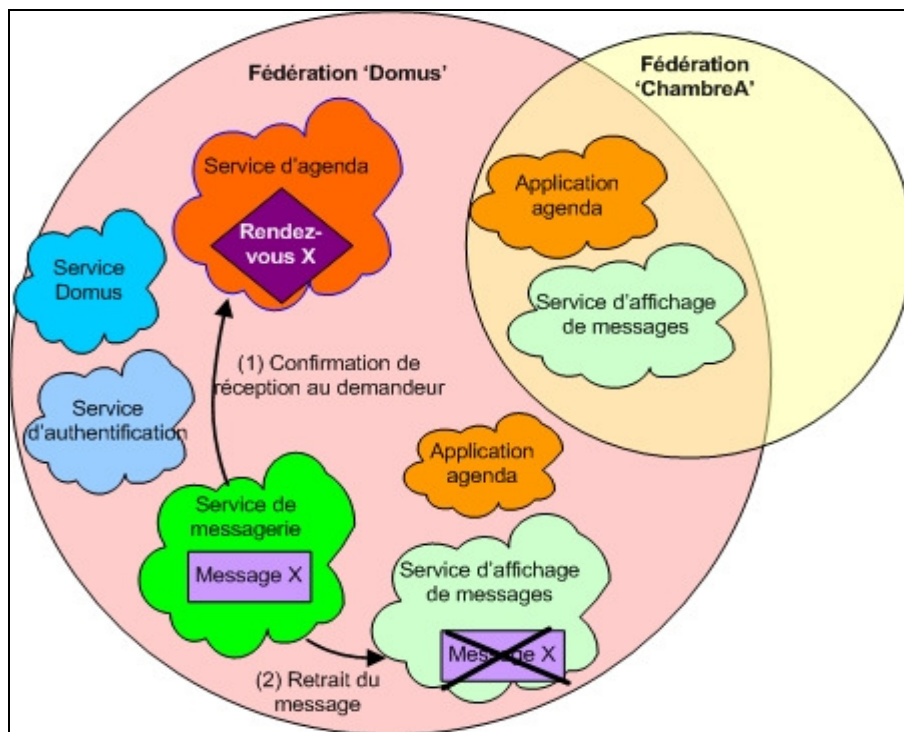 Fédération 'Domus'
Fédération
'ChambreA'
Service d'agenda
Rendez-
vous X
Application
agenda
Service
Domus
Service d'affichage
de messages
(1) Confirmation de
réception au demandeur
Service
d'authentification
Application
agenda
Service de
messagerie
Message X
Service d'affichage
de messages
Message X
(2) Retrait du
message